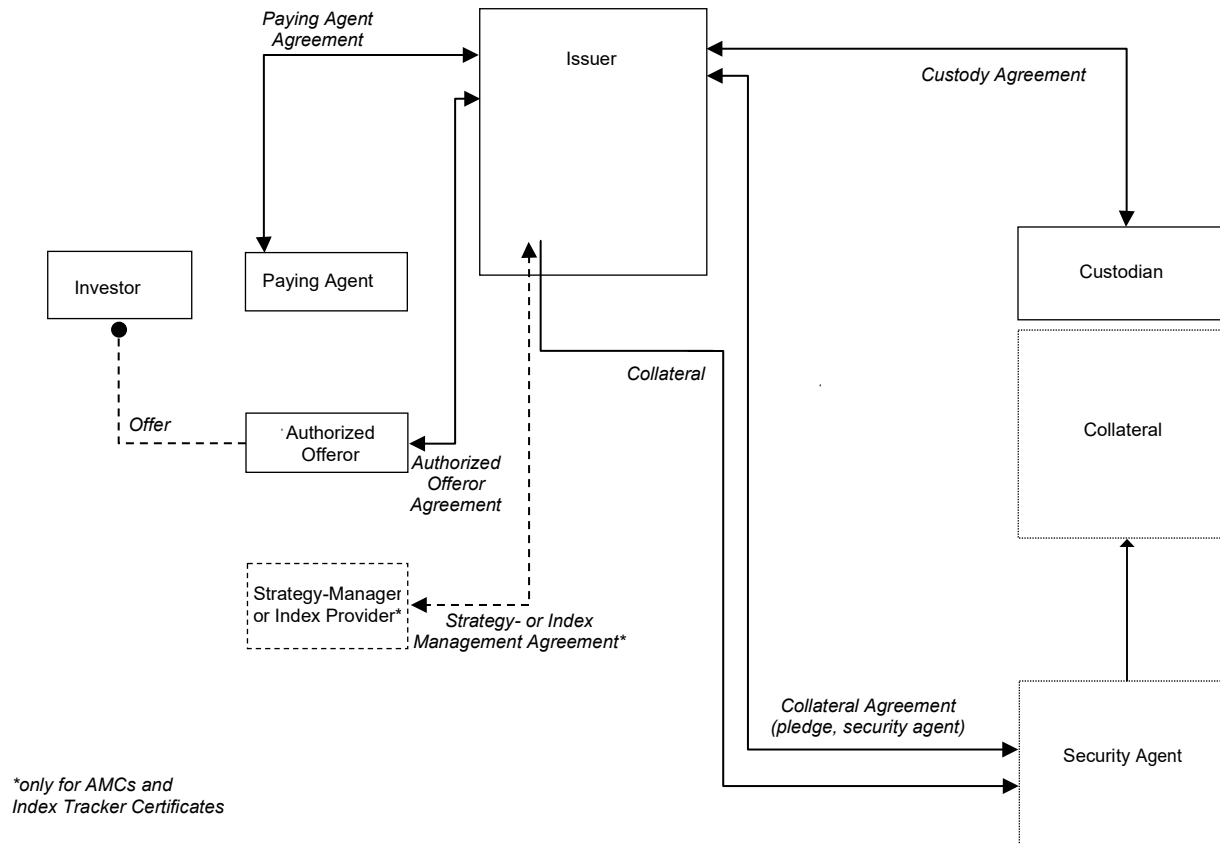 Paying Agent
Agreement
Issuer
Custody Agreement
Investor
Paying Agent
Custodian
Collateral
Offer
Authorized
Offeror
Collateral
Authorized
Offeror
Agreement
Strategy-Manager
or Index Provider*
Strategy- or Index
Management Agreement*
Collateral Agreement
(pledge, security agent)
Security Agent
*only for AMCs and
Index Tracker Certificates